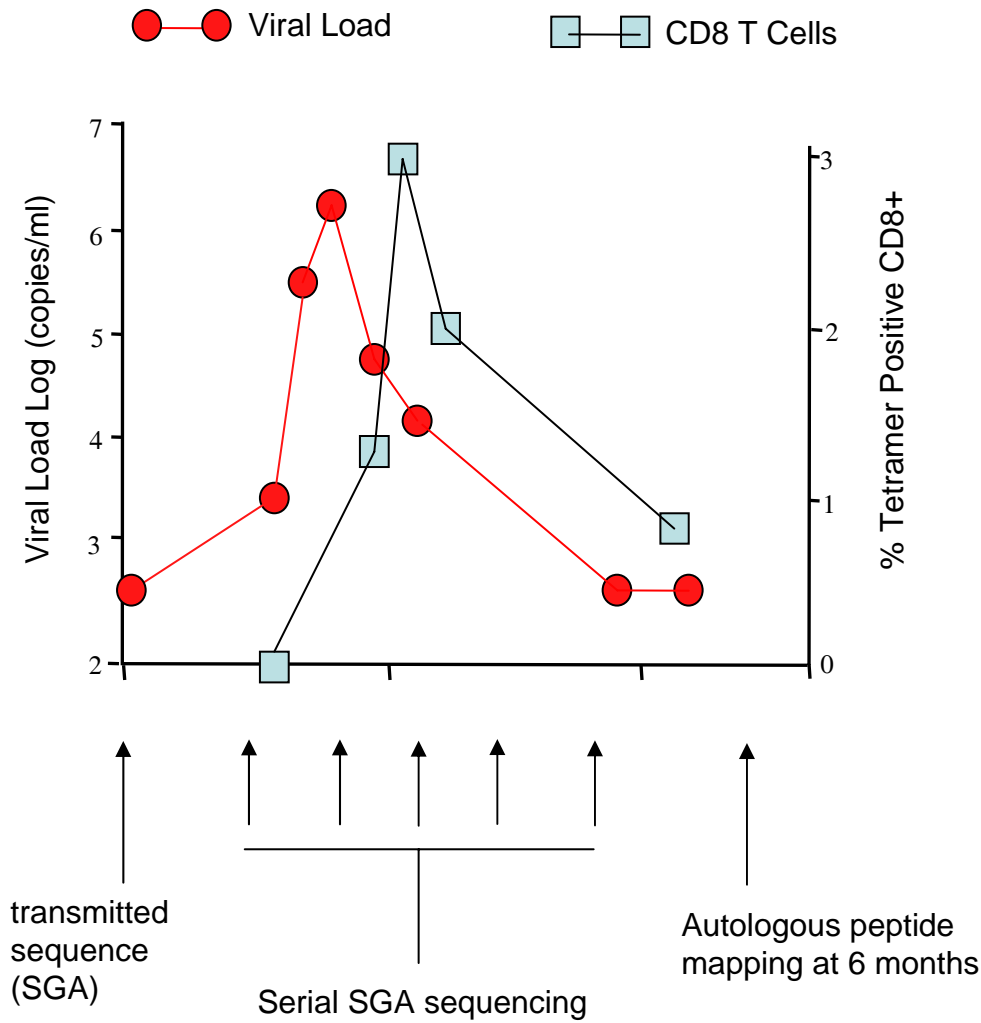 Viral Load
CD8 T Cells
Viral Load Log (copies/ml)
7
6
5
4
3
2
3
2
1
0
% Tetramer Positive CD8+
transmitted
sequence
(SGA)
Serial SGA sequencing
Autologous peptide
mapping at 6 months